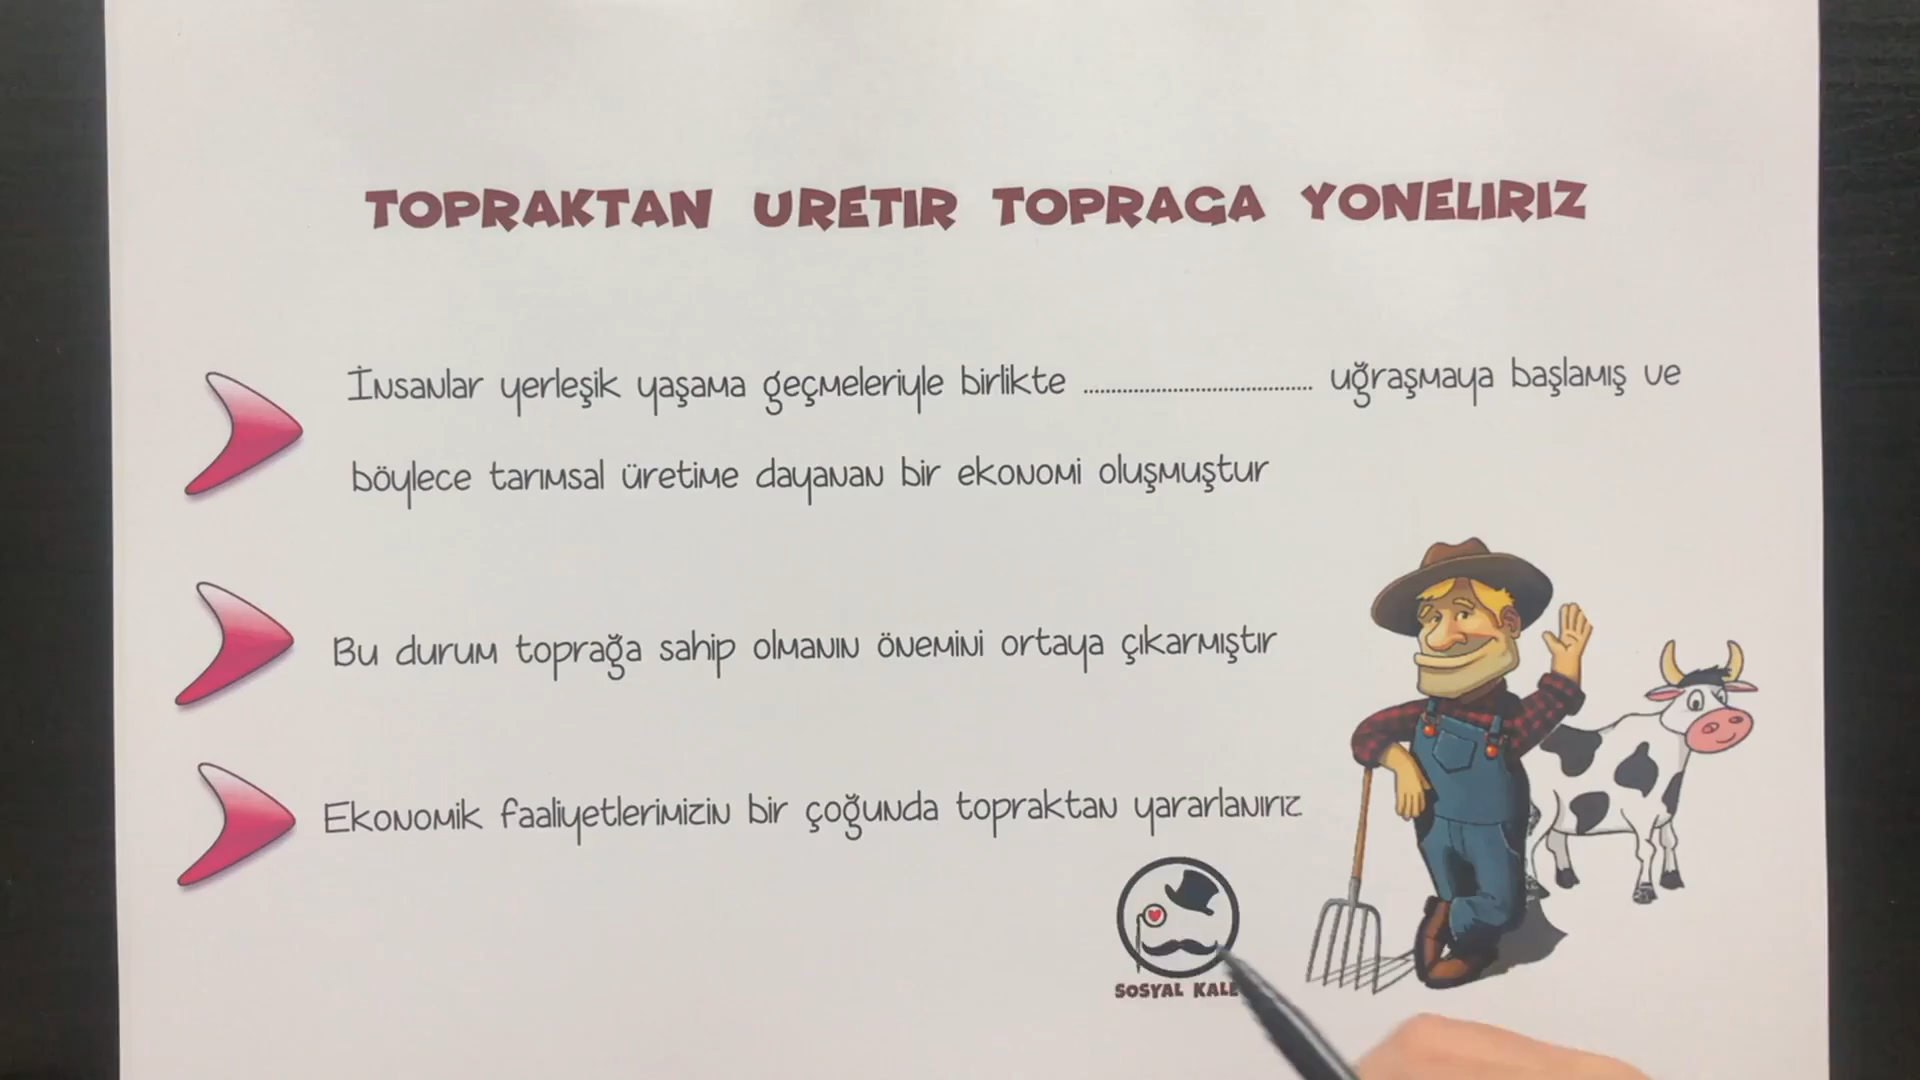 TOPRAKTAN URETIR TOPRAGA YONELIRIZ
İnsanlar yerleşik yaşama geçmeleriyle birlikte ........................................ uğraşmaya başlamış ve
böylece tarımsal üretime dayanan bir ekonomi oluşmuştur
Bu durum toprağa sahip olmanın önemini ortaya çıkarmıştır
Ekonomik faaliyetlerimizin bir çoğunda topraktan yararlanırız
SOSYAL KALE